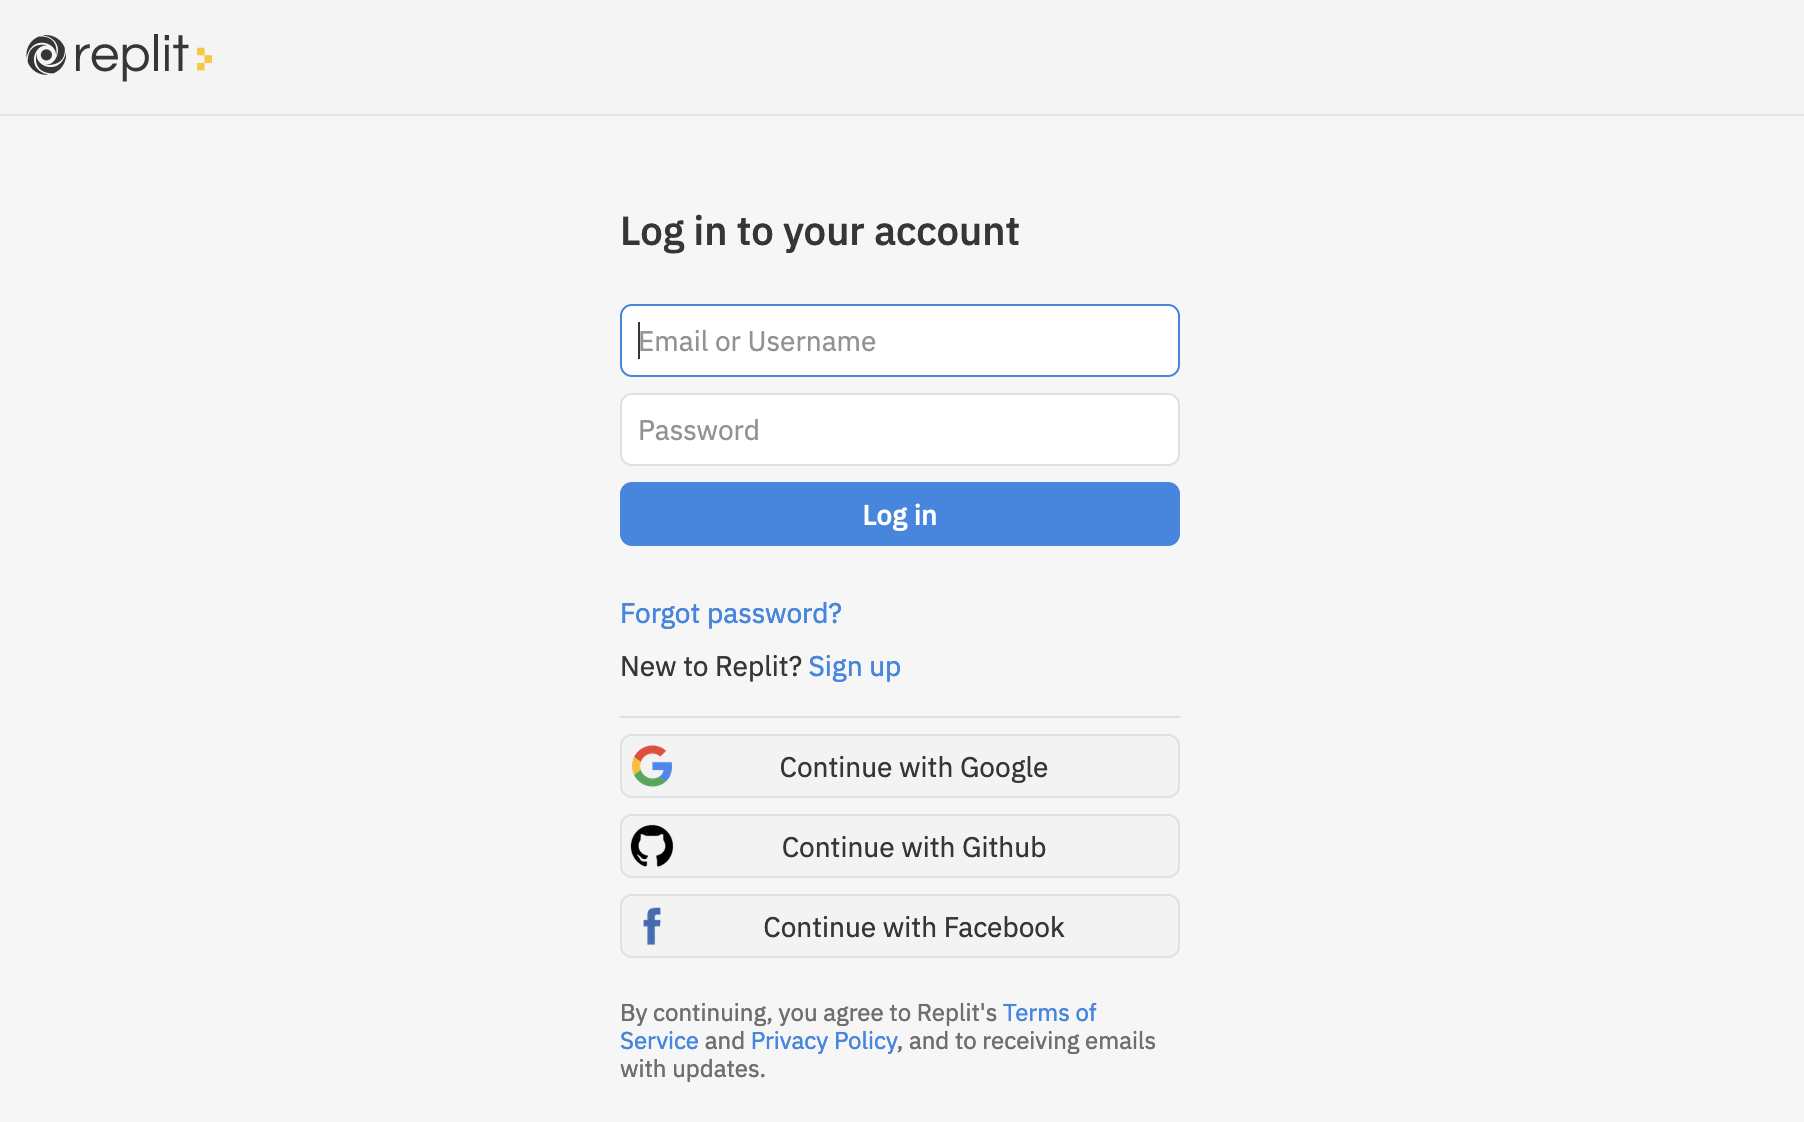 replit
Log in to your account
Email or Username
Password
Log in
Forgot password?
New to Replit? Sign up
Continue with Google
Continue with Github
Continue with Facebook
By continuing, you agree to Replit's Terms of
Service and Privacy Policy, and to receiving emails
with updates.